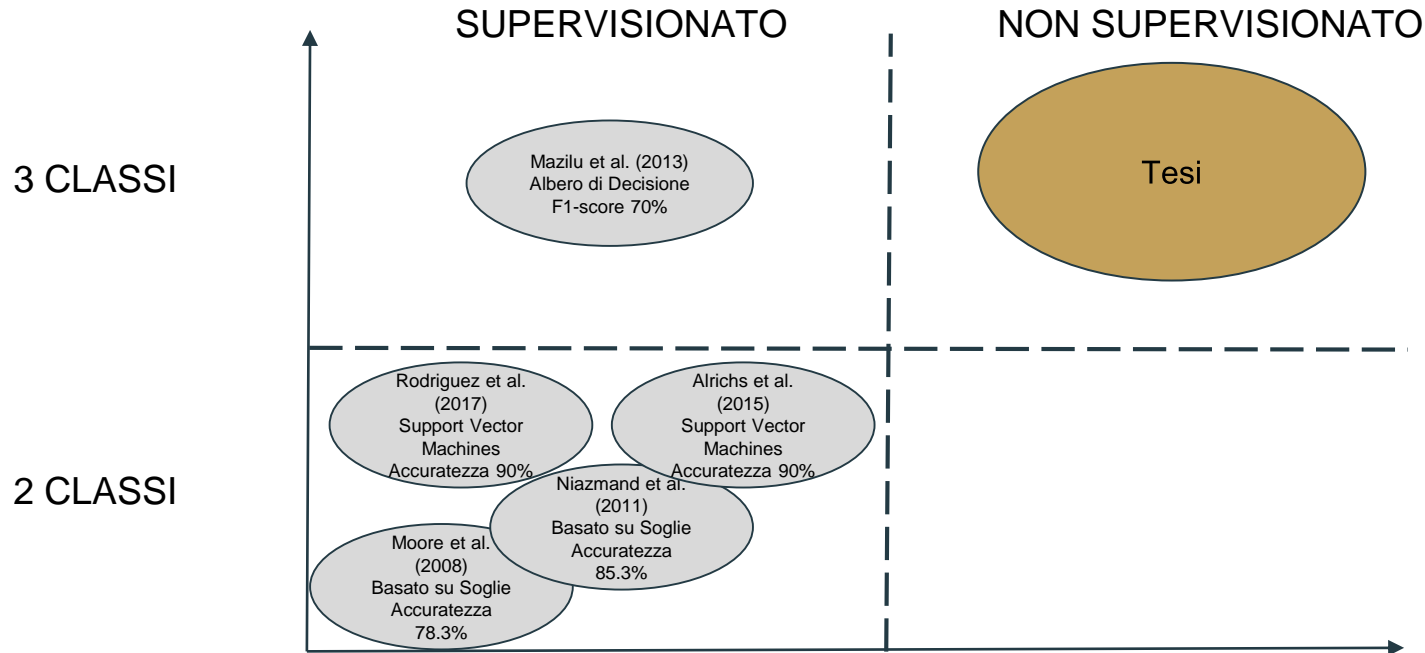 SUPERVISIONATO
NON SUPERVISIONATO
3 CLASSI
Mazilu et al. (2013)
Albero di Decisione
F1-score 70%
Tesi
2 CLASSI
Rodriguez et al.
(2017)
Support Vector
Machines
Accuratezza 90%
Alrichs et al.
(2015)
Support Vector
Machines
Accuratezza 90%
Niazmand et al.
(2011)
Basato su Soglie
Accuratezza
85.3%
Moore et al.
(2008)
Basato su Soglie
Accuratezza
78.3%